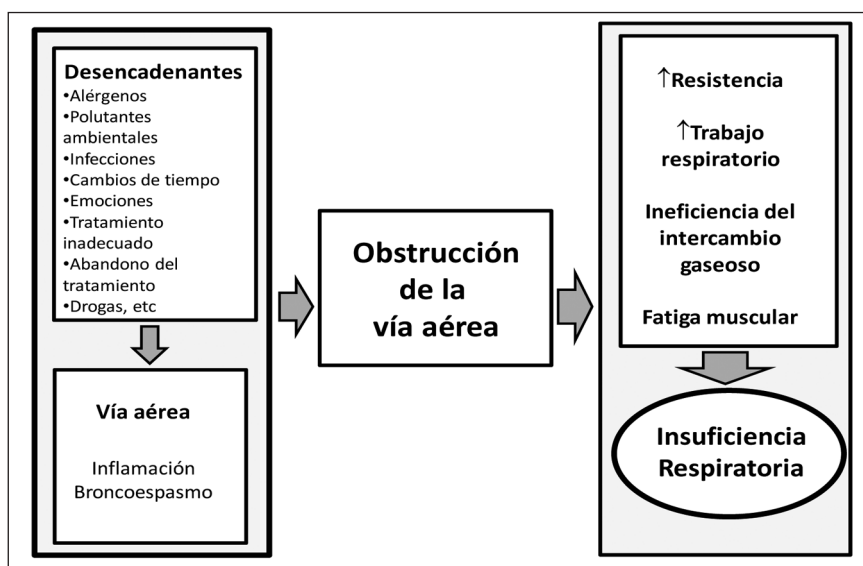 Desencadenantes
•Alérgenos
•Polutantes
ambientales
•Infecciones
•Cambios de tiempo
•Emociones
•Tratamiento
inadecuado
•Abandono del
tratamiento
•Drogas, etc
Vía aérea
Inflamación
Broncoespasmo
Obstrucción
de la
vía aérea
↑Resistencia
↑Trabajo
respiratorio
Ineficiencia del
intercambio
gaseoso
Fatiga muscular
Insuficiencia
Respiratoria